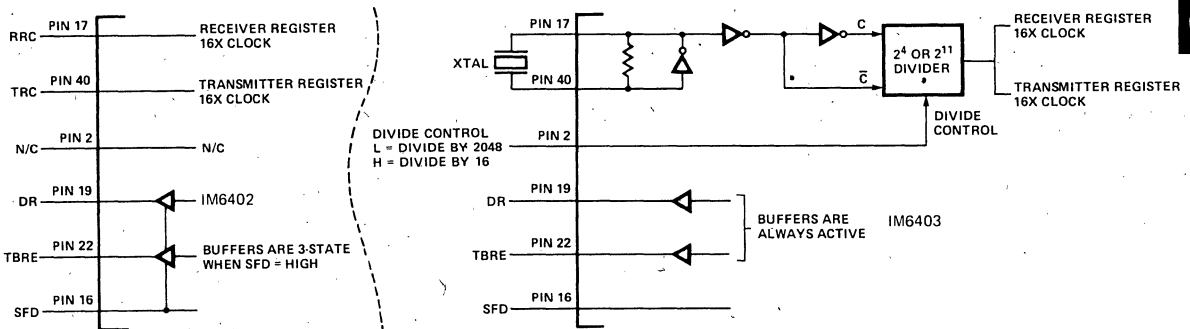 RRC PIN 17 RECEIVER REGISTER
16X CLOCK
TRC PIN 40 TRANSMITTER REGISTER
16X CLOCK
N/C PIN 2 N/C
DR PIN 19 IM6402
TBRE PIN 22 BUFFERS ARE 3-STATE
WHEN SFD = HIGH
SFD PIN 16
PIN 17
XTAL
PIN 40
C
C̅
2⁴ OR 2¹¹
DIVIDER
RECEIVER REGISTER
16X CLOCK
TRANSMITTER REGISTER
16X CLOCK
DIVIDE
CONTROL
DIVIDE CONTROL
L = DIVIDE BY 2048
H = DIVIDE BY 16
PIN 2
DR PIN 19
TBRE PIN 22
BUFFERS ARE
ALWAYS ACTIVE
IM6403
SFD PIN 16